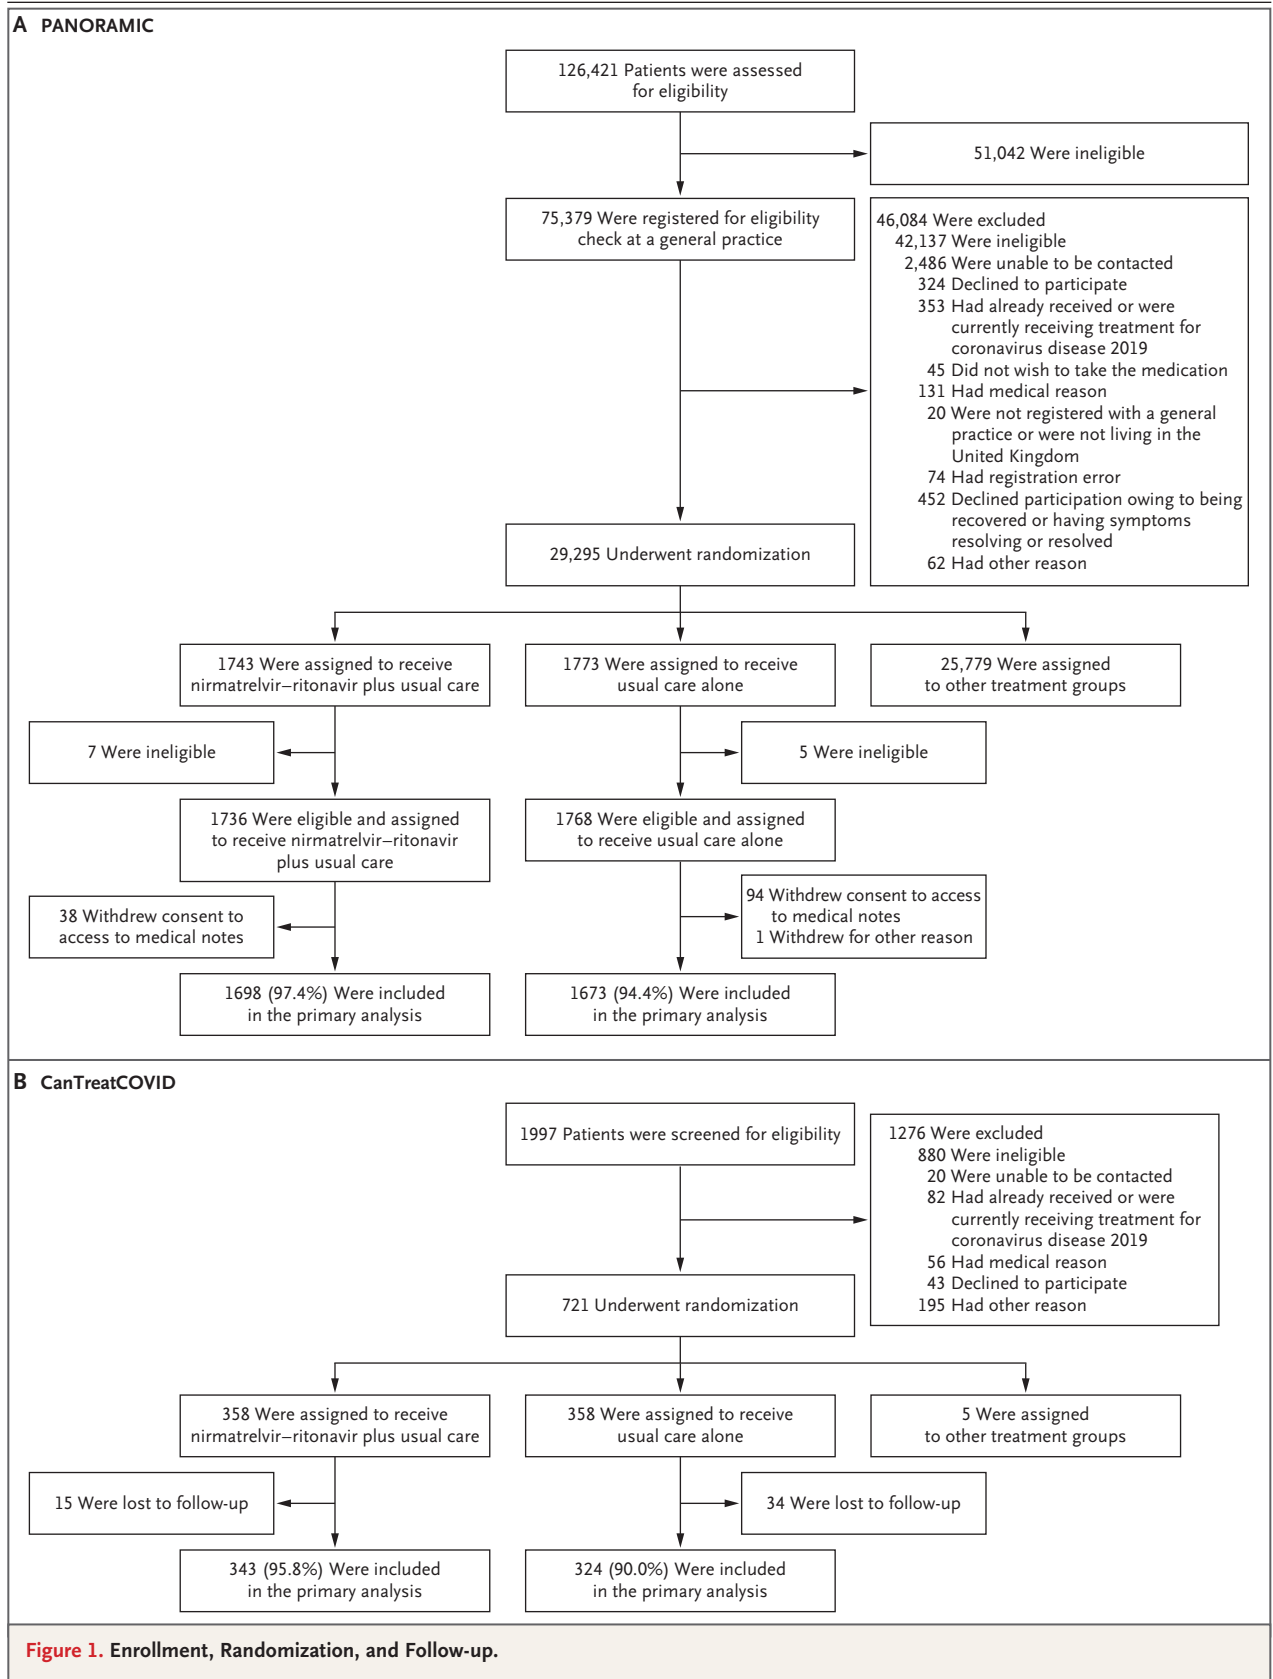 A PANORAMIC
126,421 Patients were assessed
for eligibility
51,042 Were ineligible
75,379 Were registered for eligibility
check at a general practice
46,084 Were excluded
42,137 Were ineligible
2,486 Were unable to be contacted
324 Declined to participate
353 Had already received or were
currently receiving treatment for
coronavirus disease 2019
45 Did not wish to take the medication
131 Had medical reason
20 Were not registered with a general
practice or were not living in the
United Kingdom
74 Had registration error
452 Declined participation owing to being
recovered or having symptoms
resolving or resolved
62 Had other reason
29,295 Underwent randomization
1743 Were assigned to receive
nirmatrelvir–ritonavir plus usual care
1773 Were assigned to receive
usual care alone
25,779 Were assigned
to other treatment groups
7 Were ineligible
5 Were ineligible
1736 Were eligible and assigned
to receive nirmatrelvir–ritonavir
plus usual care
1768 Were eligible and assigned
to receive usual care alone
38 Withdrew consent to
access to medical notes
94 Withdrew consent to access
to medical notes
1 Withdrew for other reason
1698 (97.4%) Were included
in the primary analysis
1673 (94.4%) Were included
in the primary analysis
B CanTreatCOVID
1997 Patients were screened for eligibility
1276 Were excluded
880 Were ineligible
20 Were unable to be contacted
82 Had already received or were
currently receiving treatment for
coronavirus disease 2019
56 Had medical reason
43 Declined to participate
195 Had other reason
721 Underwent randomization
358 Were assigned to receive
nirmatrelvir–ritonavir plus usual care
358 Were assigned to receive
usual care alone
5 Were assigned
to other treatment groups
15 Were lost to follow-up
34 Were lost to follow-up
343 (95.8%) Were included
in the primary analysis
324 (90.0%) Were included
in the primary analysis
Figure 1. Enrollment, Randomization, and Follow-up.